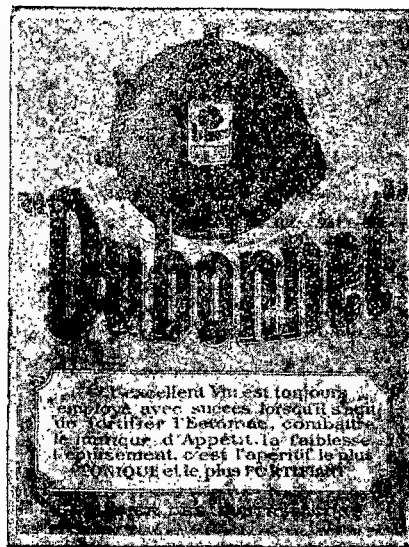 Dubonnet
Cet excellent Vin est toujours
employé avec succès lorsqu'il s'agit
de fortifier l'Estomac, combattre
le manque d'Appétit, la faiblesse
l'épuisement. c'est l'apéritif le plus
TONIQUE et le plus FORTIFIANT